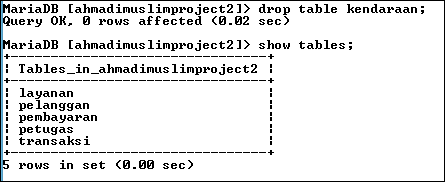 MariaDB [ahmadimuslimproject2]> drop table kendaraan;
Query OK, 0 rows affected (0.02 sec)

MariaDB [ahmadimuslimproject2]> show tables;
+--------------------------------+
| Tables_in_ahmadimuslimproject2 |
+--------------------------------+
| layanan                        |
| pelanggan                      |
| pembayaran                     |
| petugas                        |
| transaksi                      |
+--------------------------------+
5 rows in set (0.00 sec)